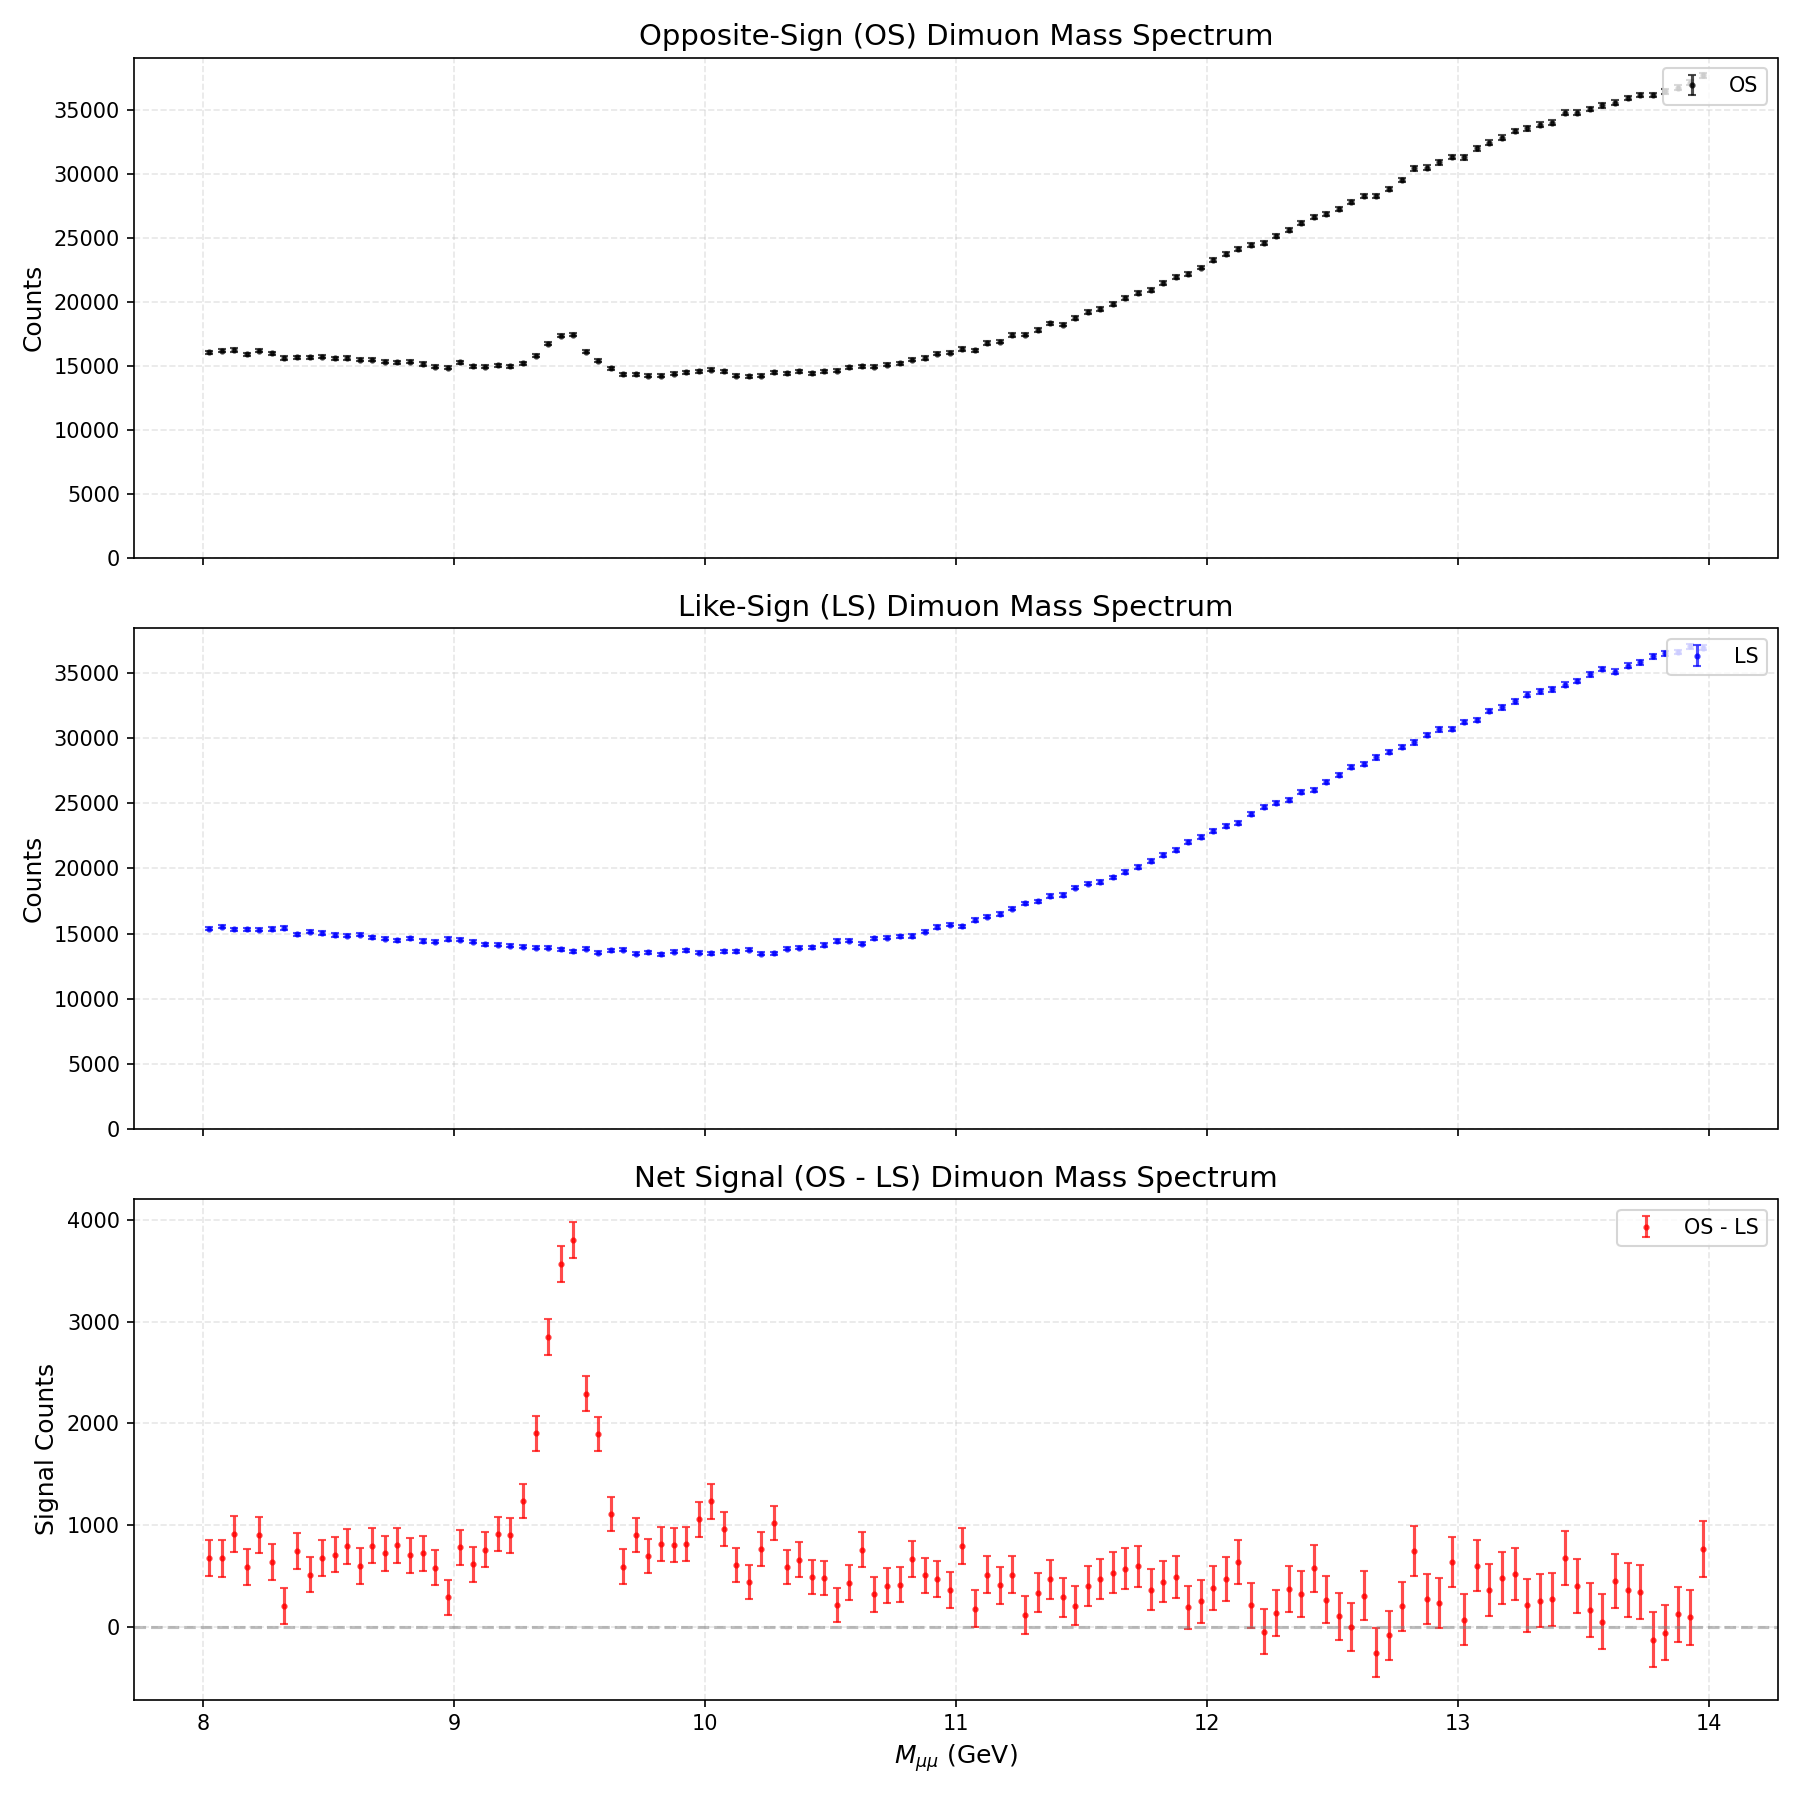 Opposite-Sign (OS) Dimuon Mass Spectrum
OS
35000
30000
25000
20000
15000
10000
5000
0
Counts
Like-Sign (LS) Dimuon Mass Spectrum
LS
35000
30000
25000
20000
15000
10000
5000
0
Counts
Net Signal (OS - LS) Dimuon Mass Spectrum
OS - LS
4000
3000
2000
1000
0
Signal Counts
8 9 10 11 12 13 14
M_{μμ} (GeV)